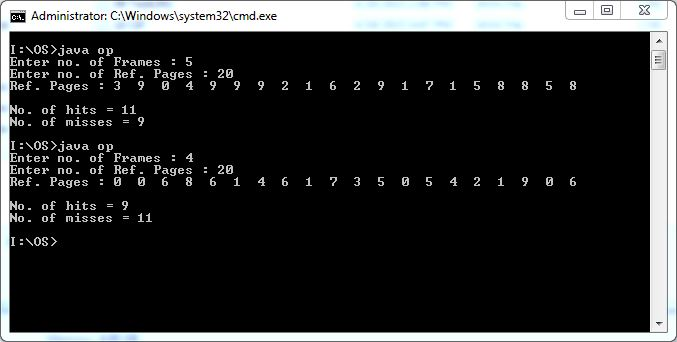 Administrator: C:\Windows\system32\cmd.exe
I:\OS>java op
Enter no. of Frames : 5
Enter no. of Ref. Pages : 20
Ref. Pages : 3 9 0 4 9 9 9 2 1 6 2 9 1 7 1 5 8 8 5 8
No. of hits = 11
No. of misses = 9
I:\OS>java op
Enter no. of Frames : 4
Enter no. of Ref. Pages : 20
Ref. Pages : 0 0 6 8 6 1 4 6 1 7 3 5 0 5 4 2 1 9 0 6
No. of hits = 9
No. of misses = 11
I:\OS>